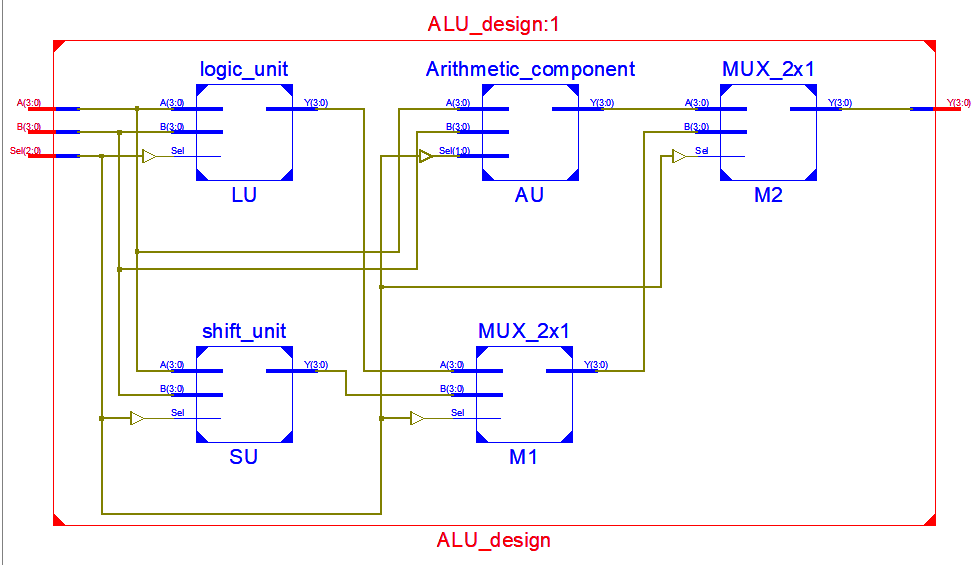 ALU_design:1
logic_unit
Arithmetic_component
MUX_2x1
A(3:0)
A(3:0)
Y(3:0)
A(3:0)
Y(3:0)
A(3:0)
Y(3:0)
Y(3:0)
B(3:0)
B(3:0)
B(3:0)
B(3:0)
Sel(2:0)
Sel
Sel(1:0)
Sel
LU
AU
M2
shift_unit
MUX_2x1
A(3:0)
Y(3:0)
A(3:0)
Y(3:0)
B(3:0)
B(3:0)
Sel
Sel
SU
M1
ALU_design